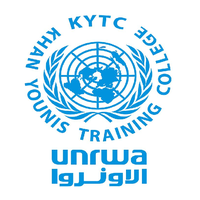 KYTC
KHAN YOUNIS TRAINING COLLEGE
unrwa
الاونروا